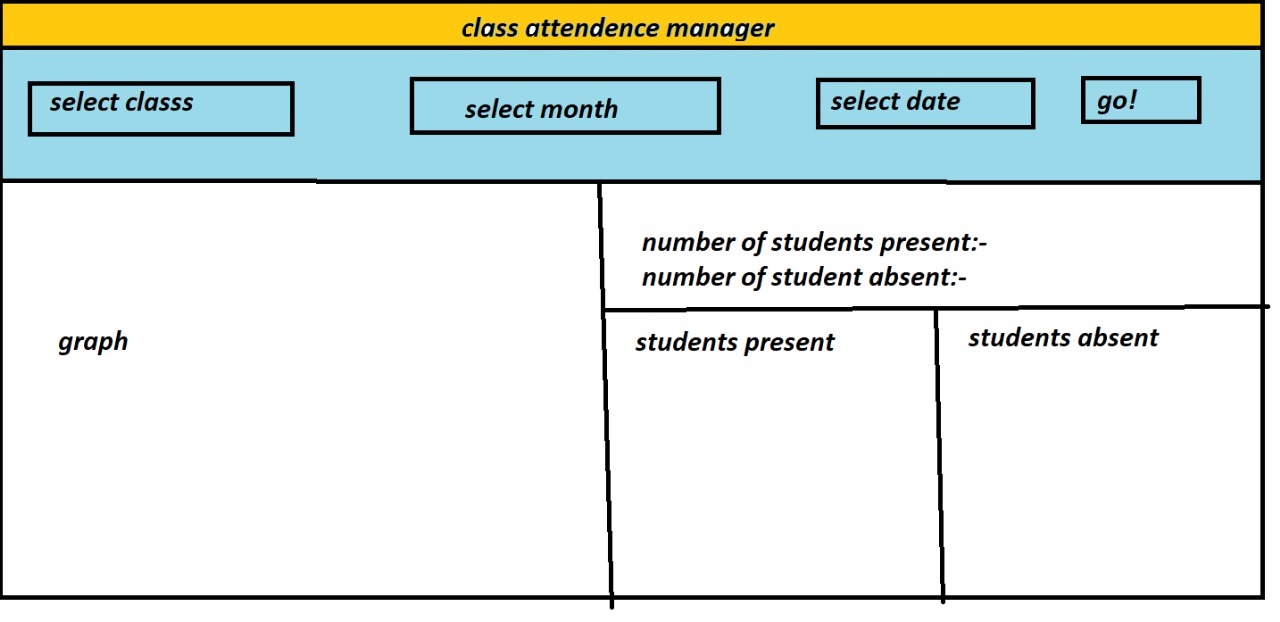 class attendence manager
select classs
select month
select date
go!
number of students present:-
number of student absent:-
graph
students present
students absent